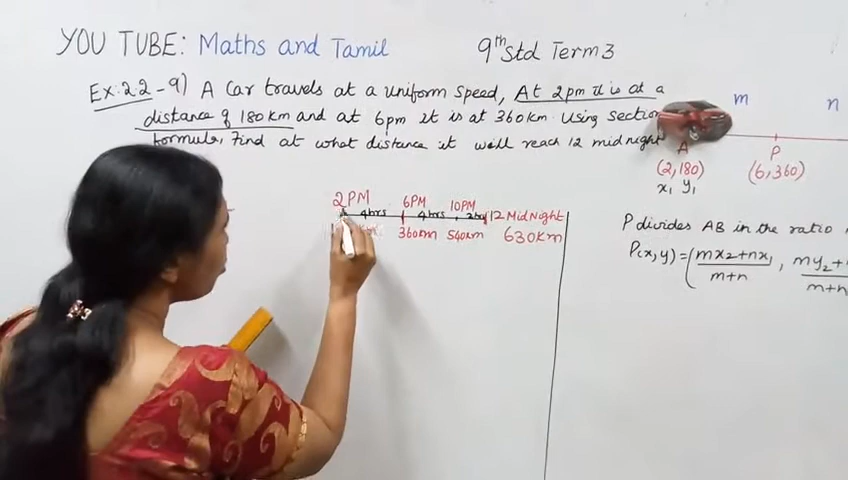 YOU TUBE: Maths and Tamil
9th Std Term 3
Ex: 2.2 - 9) A Car travels at a uniform speed, At 2pm it is at a
distance of 180 km and at 6pm it is at 360km. Using section
formula, Find at what distance it will reach 12 midnight
m n
A P
(2,180) (6,360)
x₁ y₁
2PM 6PM 10PM 12 MidNight
4hrs 4hrs
360km 540km 630Km
P divides AB in the ratio
P(x,y) = (mx₂+nx₁ / m+n , my₂+ / m+n